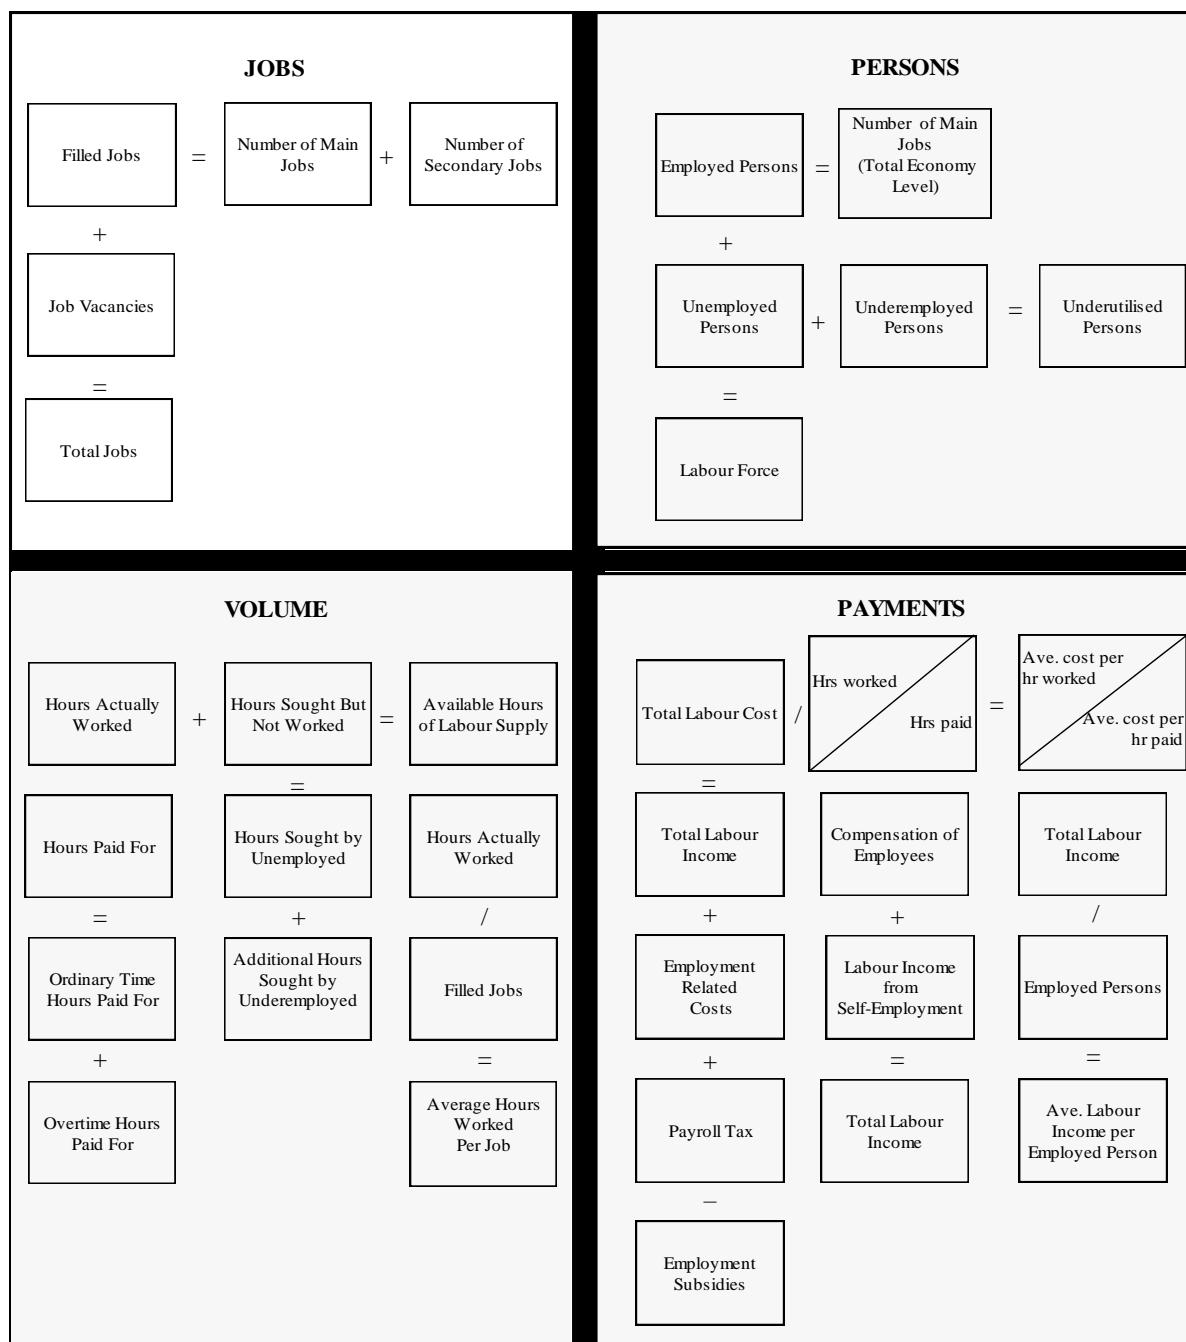 JOBS
Filled Jobs
=
Number of Main
Jobs
+
Number of
Secondary Jobs
+
Job Vacancies
=
Total Jobs
PERSONS
Employed Persons
=
Number of Main
Jobs
(Total Economy
Level)
+
Unemployed
Persons
+
Underemployed
Persons
=
Underutilised
Persons
=
Labour Force
VOLUME
Hours Actually
Worked
+
Hours Sought But
Not Worked
=
Available Hours
of Labour Supply
=
Hours Paid For
Hours Sought by
Unemployed
Hours Actually
Worked
=
+
/
Ordinary Time
Hours Paid For
Additional Hours
Sought by
Underemployed
Filled Jobs
+
=
Overtime Hours
Paid For
Average Hours
Worked
Per Job
PAYMENTS
Total Labour Cost
/
Hrs worked
Hrs paid
=
Ave. cost per
hr worked
Ave. cost per
hr paid
=
Total Labour
Income
Compensation of
Employees
Total Labour
Income
+
+
/
Employment
Related
Costs
Labour Income
from
Self-Employment
Employed Persons
+
=
=
Payroll Tax
Total Labour
Income
Ave. Labour
Income per
Employed Person
−
Employment
Subsidies